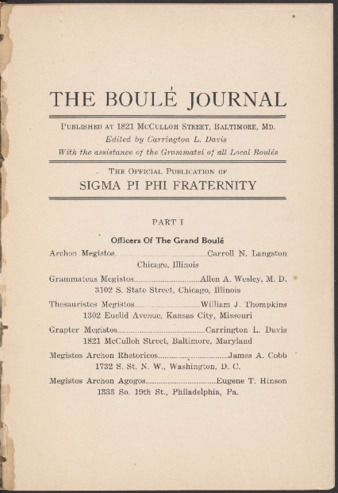 THE BOULÉ JOURNAL
PUBLISHED AT 1821 MCCULLOH STREET, BALTIMORE, MD.
Edited by Carrington L. Davis
With the assistance of the Grammatei of all Local Boulés
THE OFFICIAL PUBLICATION OF
SIGMA PI PHI FRATERNITY
PART I
Officers Of The Grand Boulé
Archon Megistos Carroll N. Langston
Chicago, Illinois
Grammateus Megistos Allen A. Wesley, M. D.
3102 S. State Street, Chicago, Illinois
Thesauristes Megistos William J. Thompkins
1302 Euclid Avenue, Kansas City, Missouri
Grapter Megistos Carrington L. Davis
1821 McCulloh Street, Baltimore, Maryland
Megistos Archon Rhetoricos James A. Cobb
1732 S. St. N. W., Washington, D. C.
Megistos Archon Agogos Eugene T. Hinson
1333 So. 19th St., Philadelphia, Pa.